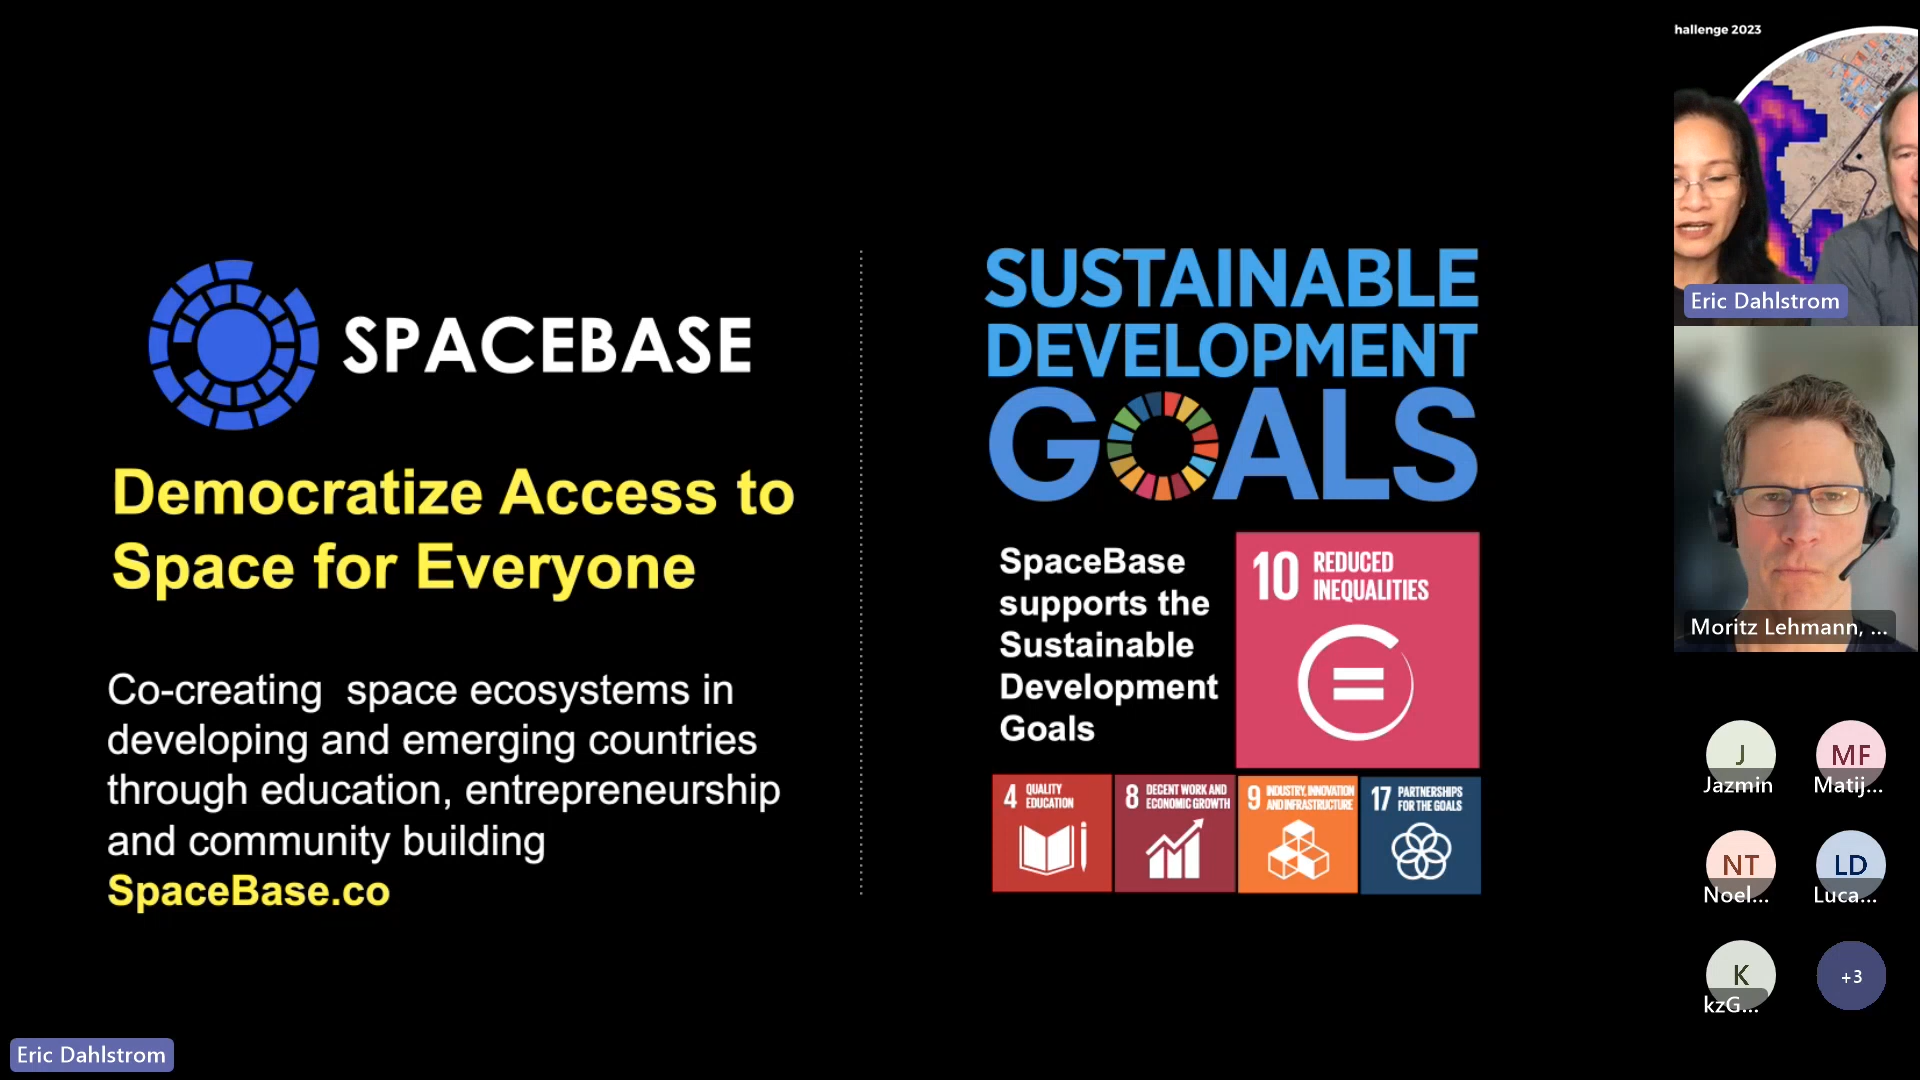 SPACEBASE
Democratize Access to
Space for Everyone
Co-creating  space ecosystems in
developing and emerging countries
through education, entrepreneurship
and community building
SpaceBase.co
SUSTAINABLE
DEVELOPMENT
GOALS
SpaceBase
supports the
Sustainable
Development
Goals
10 REDUCED
INEQUALITIES
4 QUALITY
EDUCATION
8 DECENT WORK AND
ECONOMIC GROWTH
9 INDUSTRY, INNOVATION
AND INFRASTRUCTURE
17 PARTNERSHIPS
FOR THE GOALS
hallenge 2023
Eric Dahlstrom
Moritz Lehmann, ...
J
Jazmin
MF
Matij...
NT
Noel...
LD
Luca...
K
kzG...
+3
Eric Dahlstrom